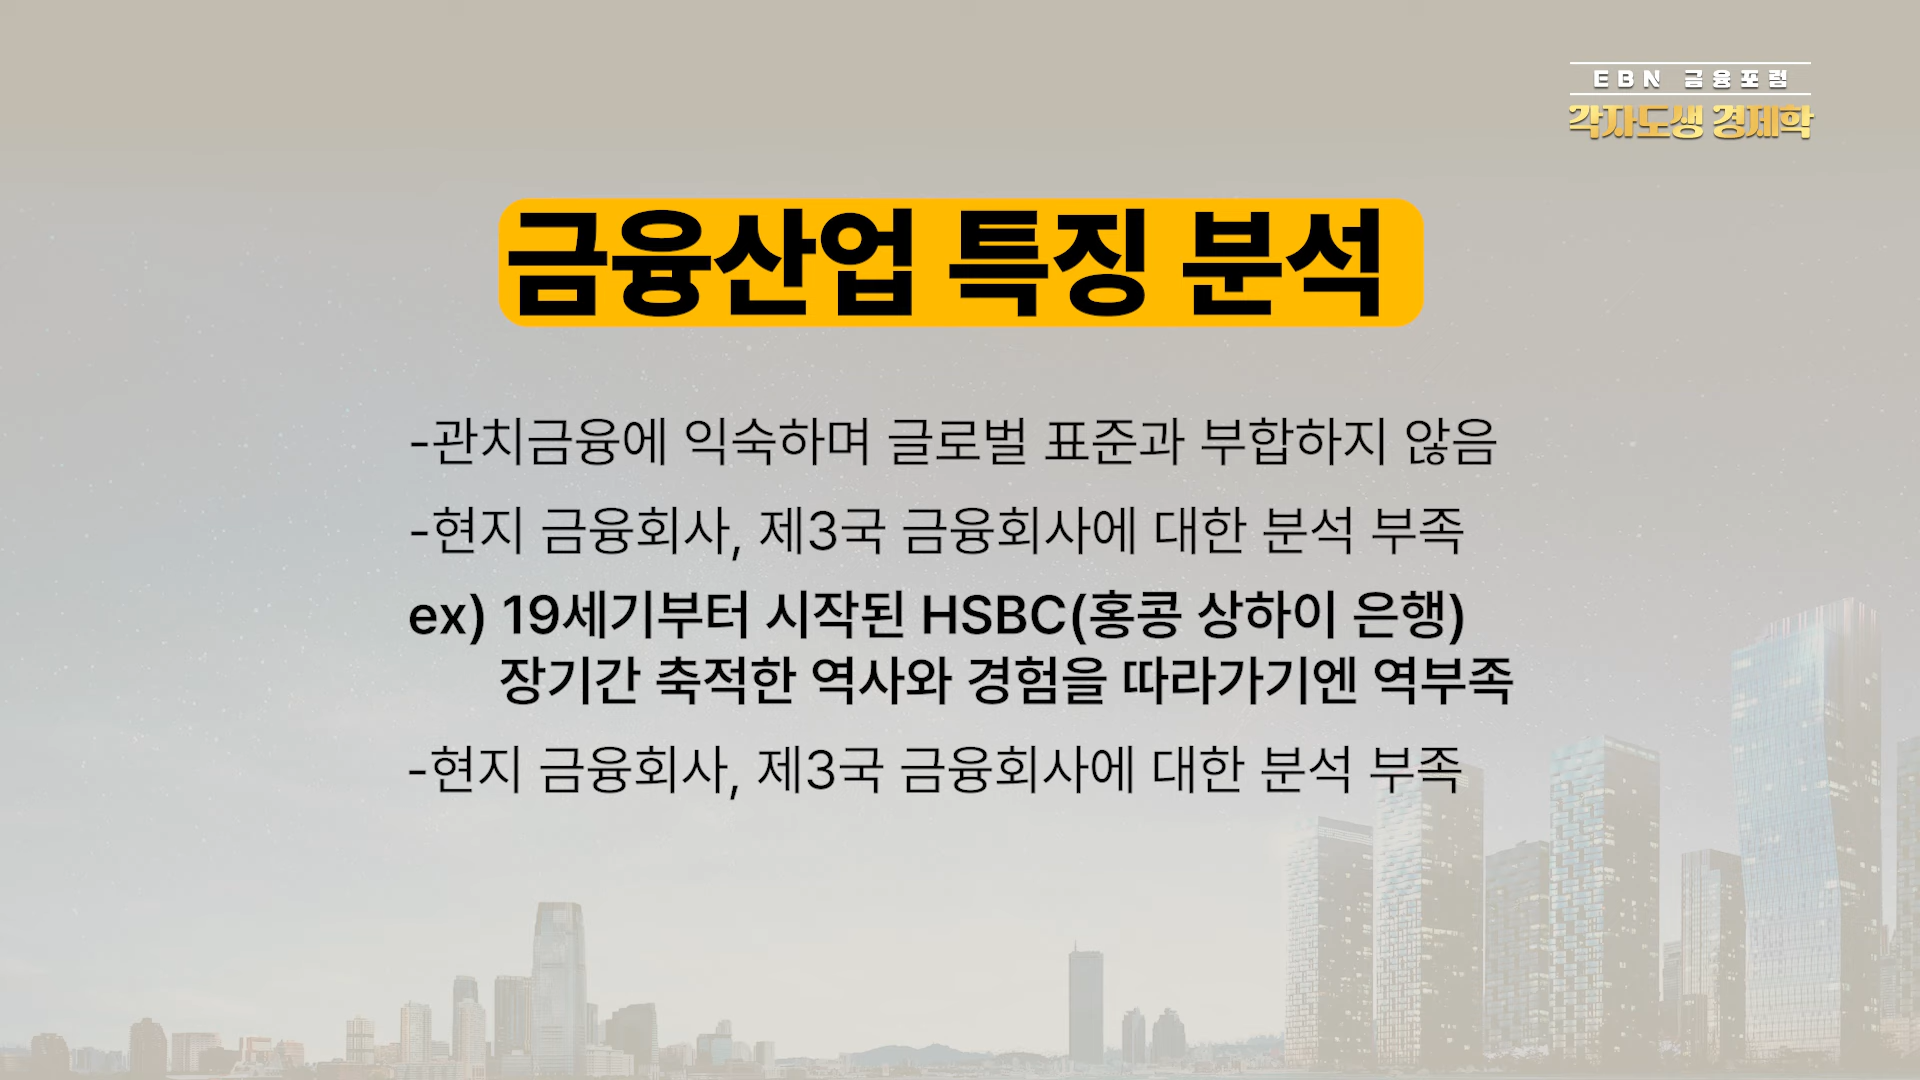 EBN 금융포럼
각자도생 경제학
금융산업 특징 분석
-관치금융에 익숙하며 글로벌 표준과 부합하지 않음
-현지 금융회사, 제3국 금융회사에 대한 분석 부족
ex) 19세기부터 시작된 HSBC(홍콩 상하이 은행)
장기간 축적한 역사와 경험을 따라가기엔 역부족
-현지 금융회사, 제3국 금융회사에 대한 분석 부족